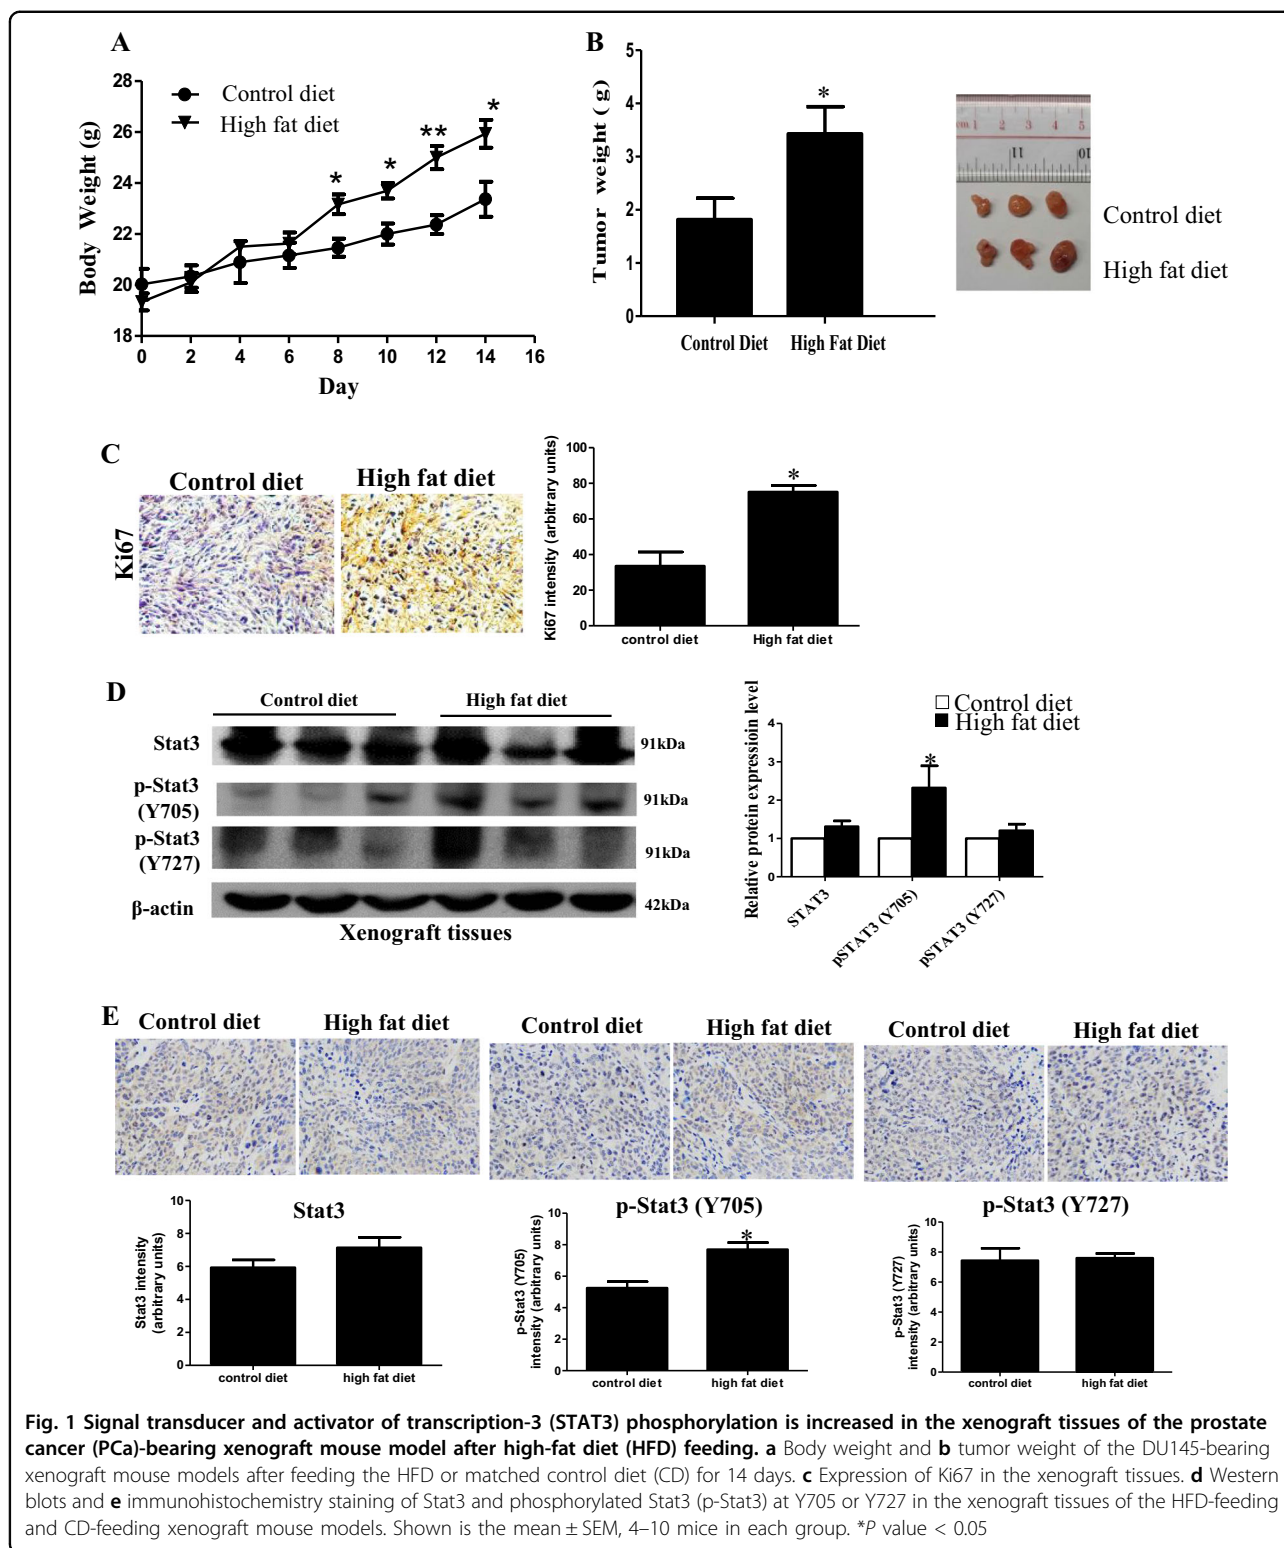 A
Control diet
High fat diet
Body Weight (g)
28
26
24
22
20
18
* * ** *
0 2 4 6 8 10 12 14 16
Day
B
Tumor weight ( g )
5
4
3
2
1
0
*
Control Diet High Fat Diet
cm 1 2 3 4 5
11 10
Control diet
High fat diet
C
Control diet High fat diet
Ki67
Ki67 intensity (arbitrary units)
100
80
60
40
20
0
*
control diet High fat diet
D
Control diet High fat diet
Stat3 91kDa
p-Stat3
(Y705) 91kDa
p-Stat3
(Y727) 91kDa
β-actin 42kDa
Xenograft tissues
Relative protein expressioin level
Control diet
High fat diet
4
3
2
1
0
*
STAT3
pSTAT3 (Y705)
pSTAT3 (Y727)
E
Control diet High fat diet Control diet High fat diet Control diet High fat diet
Stat3
Stat3 intensity
(arbitrary units)
10
8
6
4
2
0
control diet high fat diet
p-Stat3 (Y705)
p-Stat3 (Y705)
intensity (arbitrary units)
10
8
6
4
2
0
*
control diet high fat diet
p-Stat3 (Y727)
p-Stat3 (Y727)
intensity (arbitrary units)
10
8
6
4
2
0
control diet high fat diet
Fig. 1 Signal transducer and activator of transcription-3 (STAT3) phosphorylation is increased in the xenograft tissues of the prostate
cancer (PCa)-bearing xenograft mouse model after high-fat diet (HFD) feeding. a Body weight and b tumor weight of the DU145-bearing
xenograft mouse models after feeding the HFD or matched control diet (CD) for 14 days. c Expression of Ki67 in the xenograft tissues. d Western
blots and e immunohistochemistry staining of Stat3 and phosphorylated Stat3 (p-Stat3) at Y705 or Y727 in the xenograft tissues of the HFD-feeding
and CD-feeding xenograft mouse models. Shown is the mean ± SEM, 4–10 mice in each group. *P value < 0.05